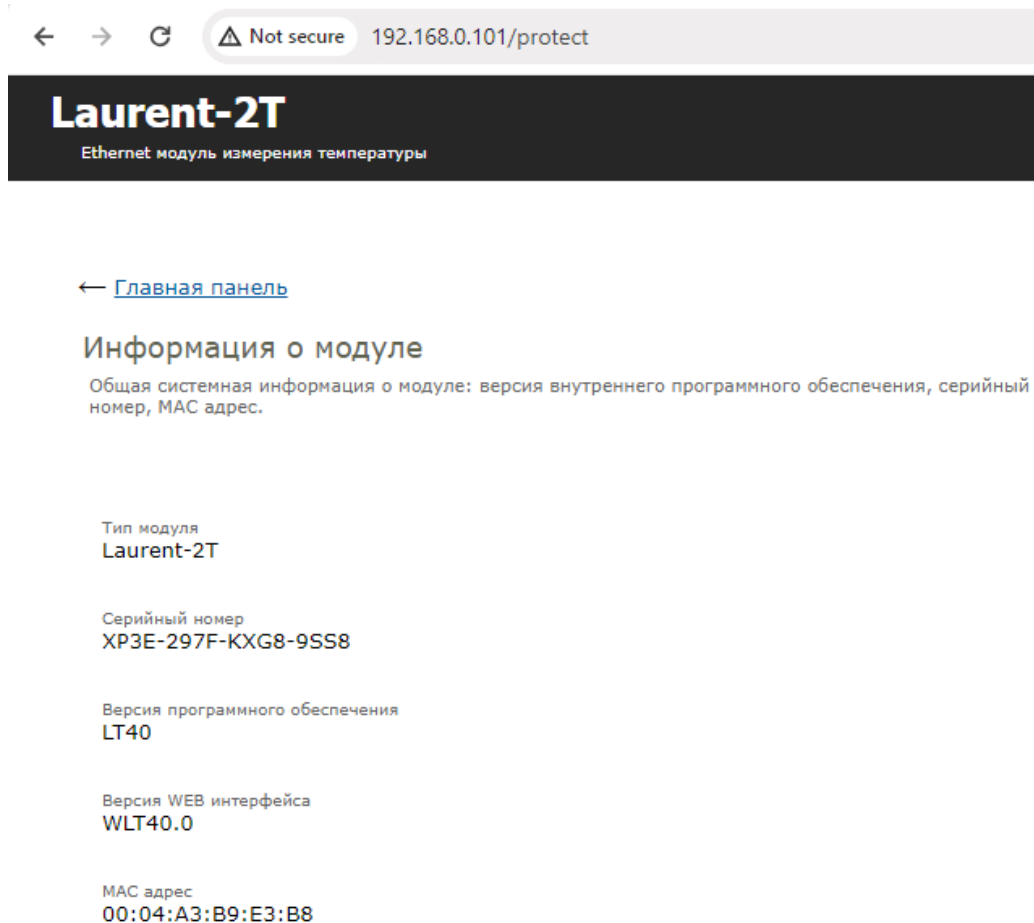 Not secure 192.168.0.101/protect
Laurent-2T
Ethernet модуль измерения температуры
← Главная панель
Информация о модуле
Общая системная информация о модуле: версия внутреннего программного обеспечения, серийный
номер, MAC адрес.
Тип модуля
Laurent-2T
Серийный номер
XP3E-297F-KXG8-9SS8
Версия программного обеспечения
LT40
Версия WEB интерфейса
WLT40.0
MAC адрес
00:04:A3:B9:E3:B8